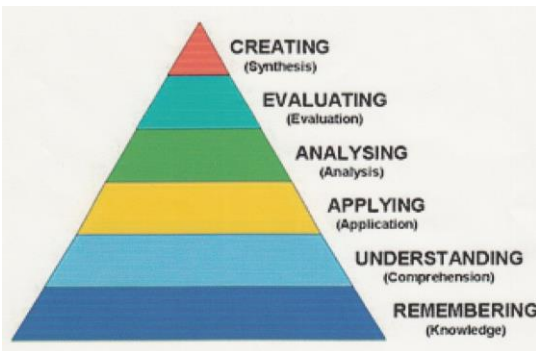 CREATING
(Synthesis)
EVALUATING
(Evaluation)
ANALYSING
(Analysis)
APPLYING
(Application)
UNDERSTANDING
(Comprehension)
REMEMBERING
(Knowledge)